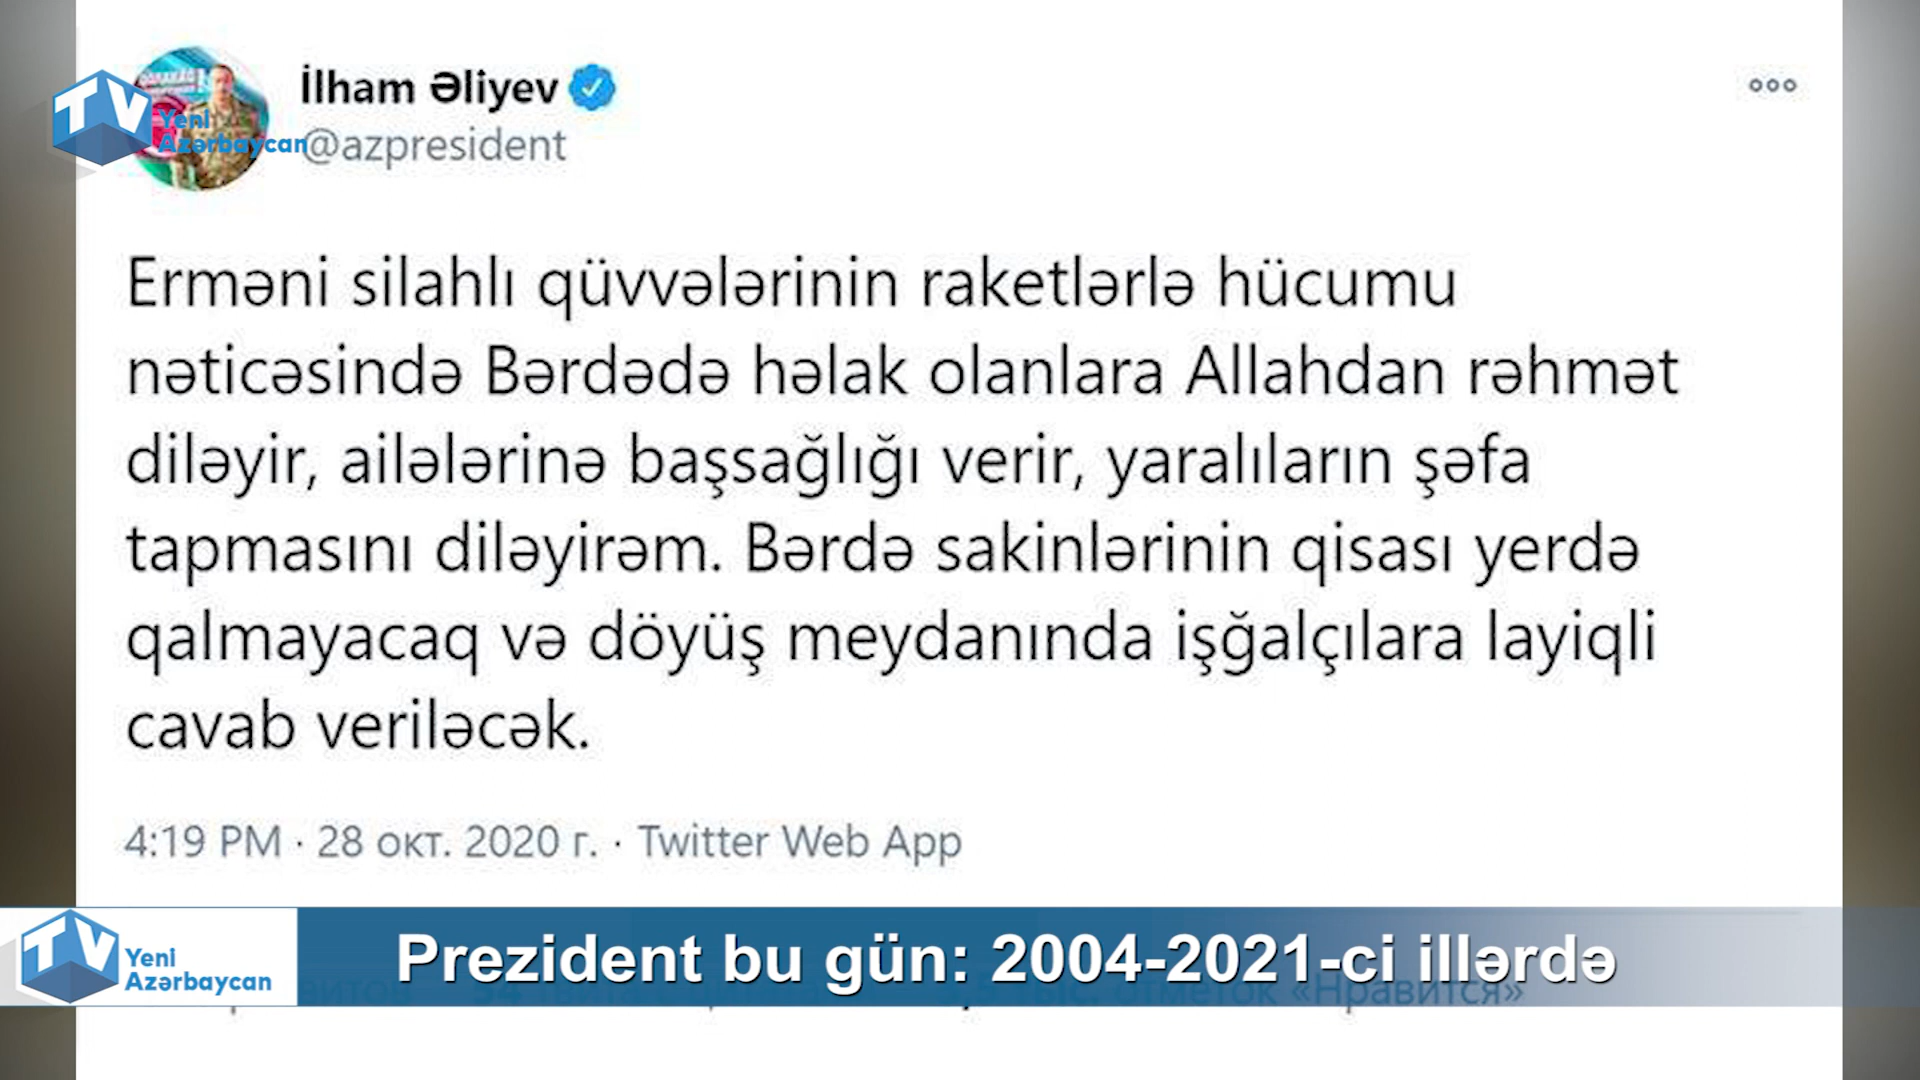 İlham Əliyev
@azpresident
TV Yeni
Azərbaycan
Erməni silahlı qüvvələrinin raketlərlə hücumu
nəticəsində Bərdədə həlak olanlara Allahdan rəhmət
diləyir, ailələrinə başsağlığı verir, yaralıların şəfa
tapmasını diləyirəm. Bərdə sakinlərinin qisası yerdə
qalmayacaq və döyüş meydanında işğalçılara layiqli
cavab veriləcək.
4:19 PM · 28 окт. 2020 г. · Twitter Web App
TV Yeni
Azərbaycan
Prezident bu gün: 2004-2021-ci illərdə
отметок «Нравится»